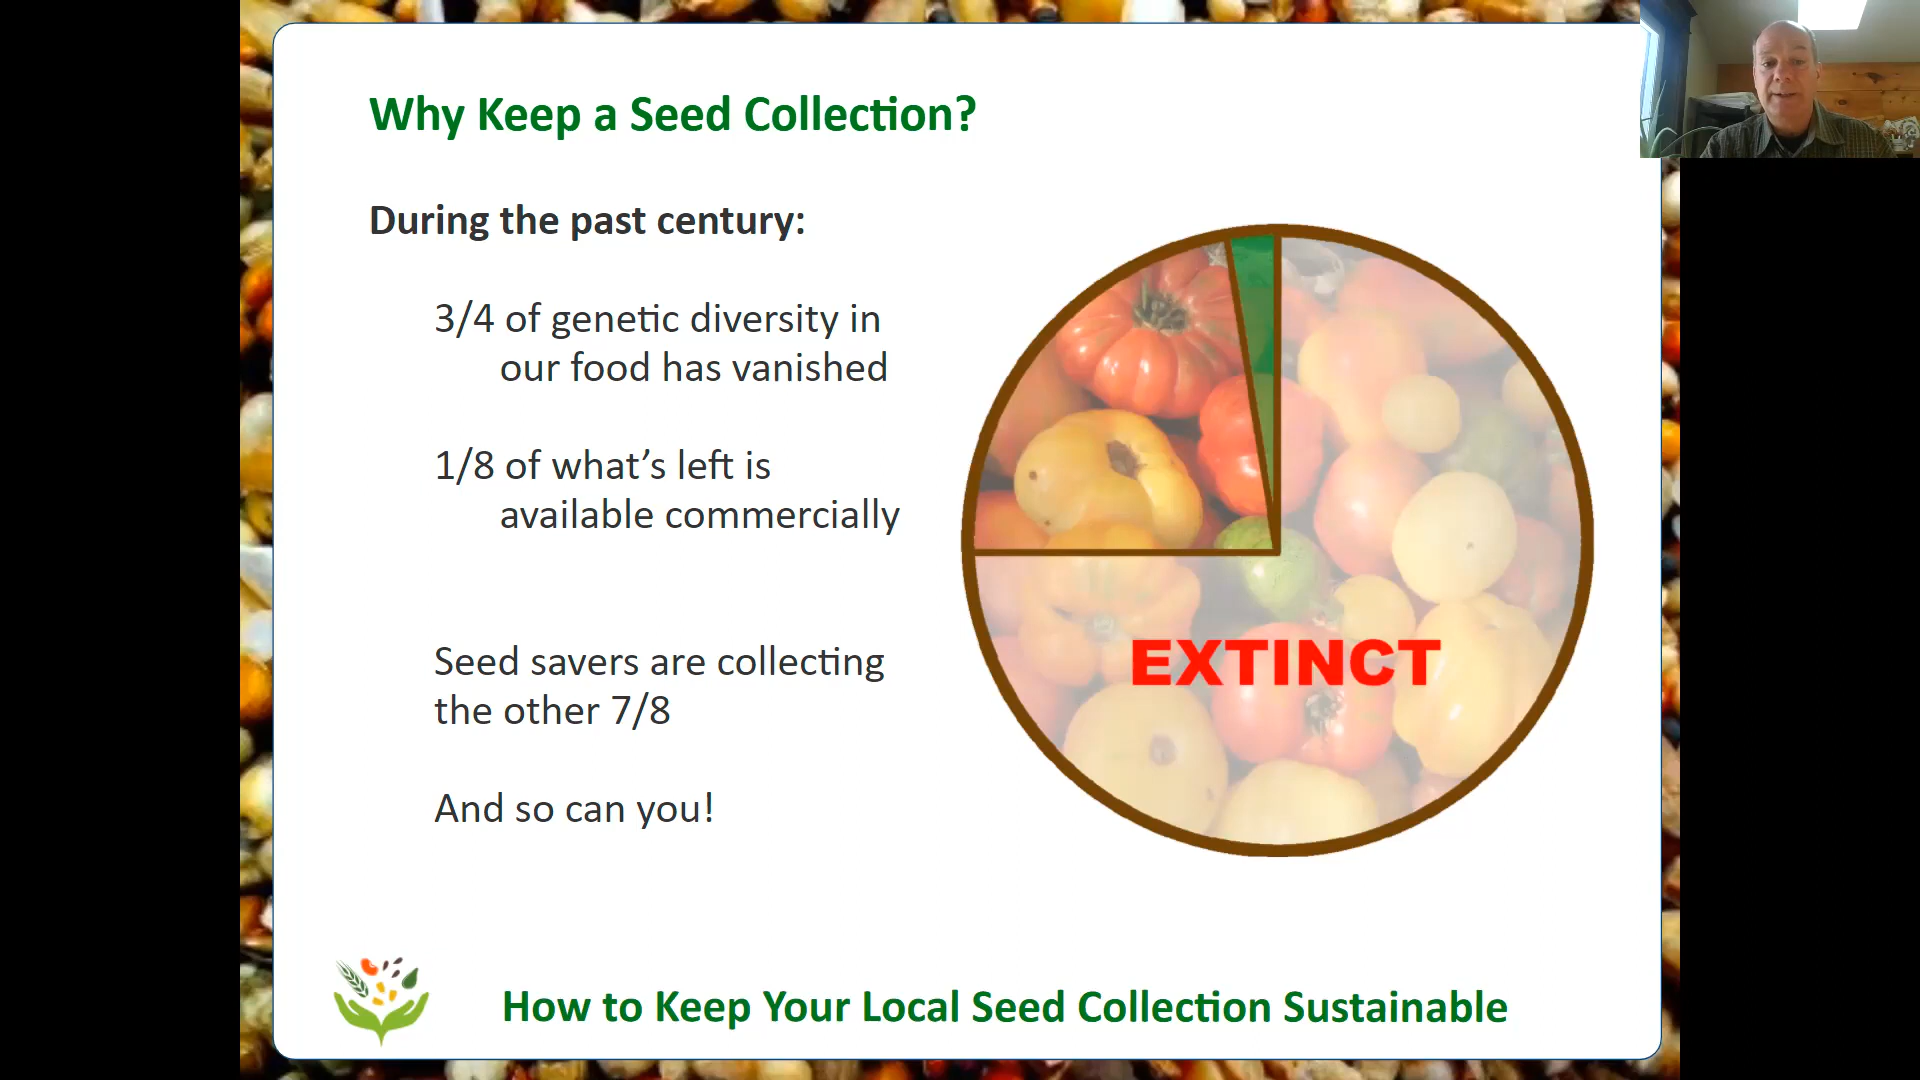 Why Keep a Seed Collection?
During the past century:
3/4 of genetic diversity in
our food has vanished
1/8 of what’s left is
available commercially
Seed savers are collecting
the other 7/8
And so can you!
EXTINCT
How to Keep Your Local Seed Collection Sustainable